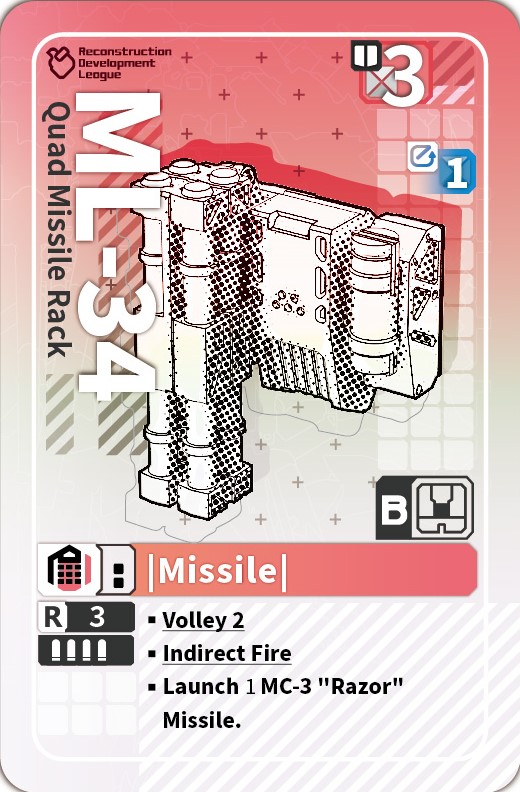 Reconstruction
Development
League
3
1
ML-34
Quad Missile Rack
B
|Missile|
R 3
▪ Volley 2
▪ Indirect Fire
▪ Launch 1 MC-3 "Razor"
Missile.